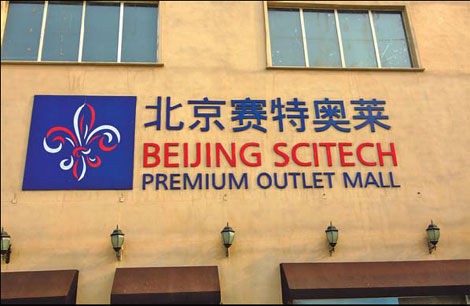 北京赛特奥莱
BEIJING SCITECH
PREMIUM OUTLET MALL